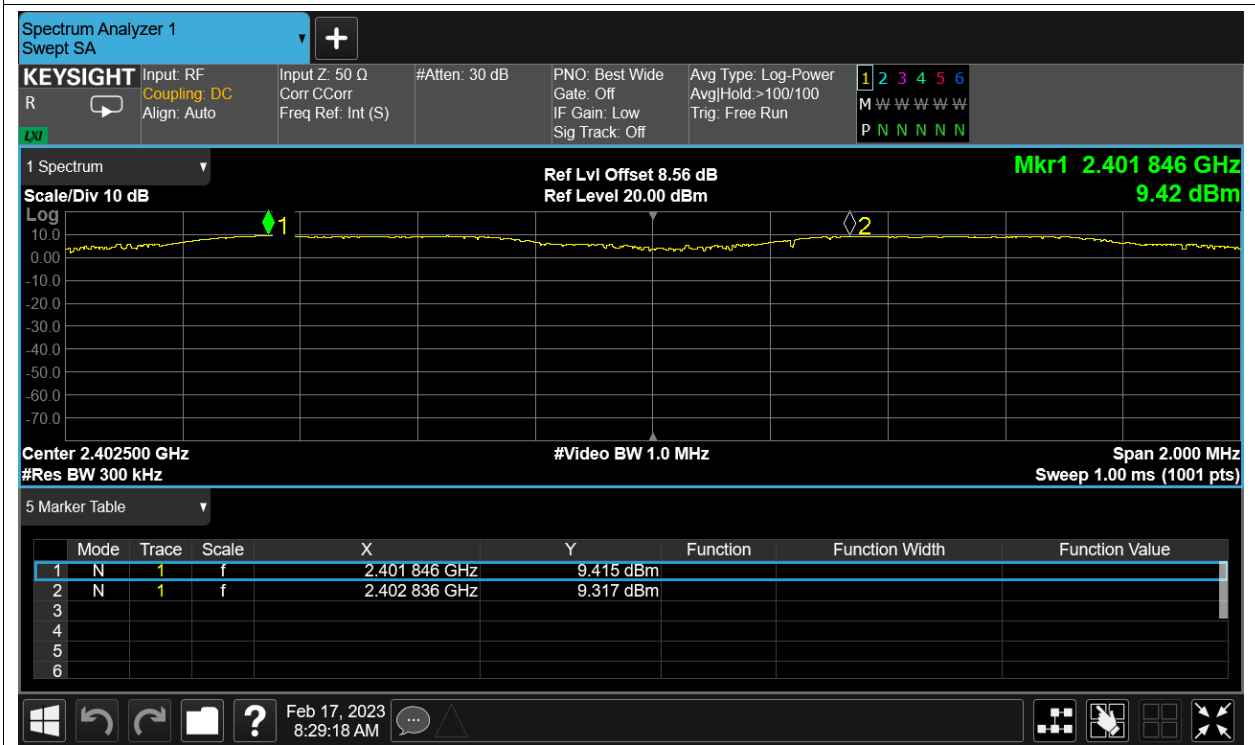 Spectrum Analyzer 1
Swept SA
+
KEYSIGHT
R
LXI
Input: RF
Coupling: DC
Align: Auto
Input Z: 50 Ω
Corr CCorr
Freq Ref: Int (S)
#Atten: 30 dB
PNO: Best Wide
Gate: Off
IF Gain: Low
Sig Track: Off
Avg Type: Log-Power
Avg|Hold:>100/100
Trig: Free Run
1 2 3 4 5 6
M W W W W W
P N N N N N
1 Spectrum
Scale/Div 10 dB
Ref Lvl Offset 8.56 dB
Ref Level 20.00 dBm
Mkr1 2.401 846 GHz
9.42 dBm
Log
1
2
10.0
0.00
-10.0
-20.0
-30.0
-40.0
-50.0
-60.0
-70.0
Center 2.402500 GHz
#Video BW 1.0 MHz
Span 2.000 MHz
#Res BW 300 kHz
Sweep 1.00 ms (1001 pts)
5 Marker Table
Mode Trace Scale X Y Function Function Width Function Value
1 N 1 f 2.401 846 GHz 9.415 dBm
2 N 1 f 2.402 836 GHz 9.317 dBm
3
4
5
6
?
Feb 17, 2023
8:29:18 AM